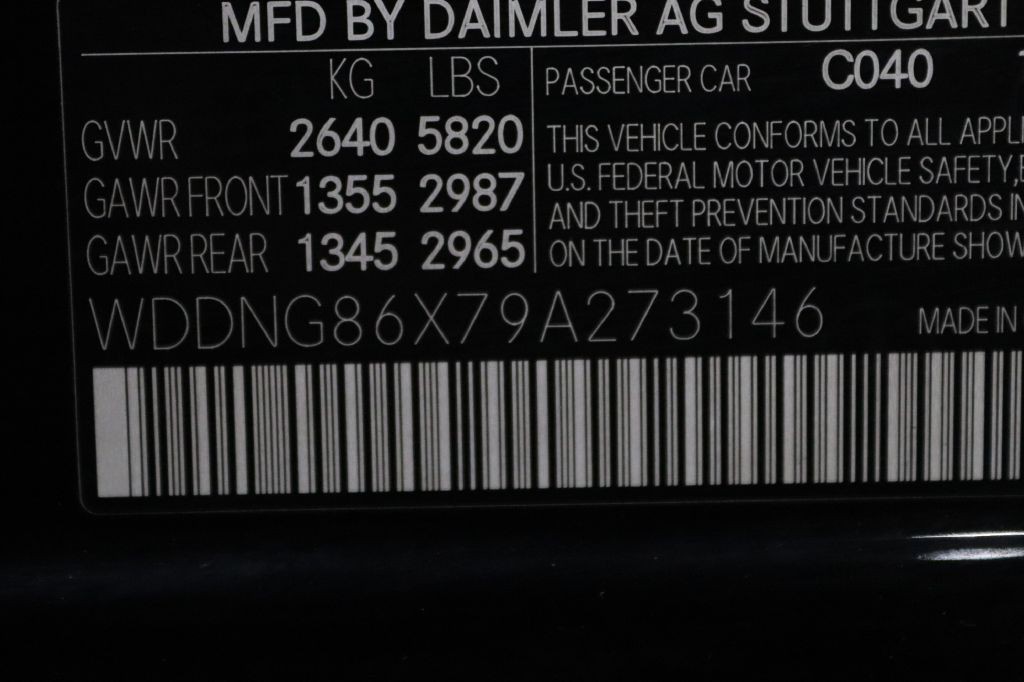 MFD BY DAIMLER AG STUTTGART
KG LBS
GVWR 2640 5820
GAWR FRONT 1355 2987
GAWR REAR 1345 2965
PASSENGER CAR C040
THIS VEHICLE CONFORMS TO ALL APPL
U.S. FEDERAL MOTOR VEHICLE SAFETY,
AND THEFT PREVENTION STANDARDS IN
ON THE DATE OF MANUFACTURE SHOW
WDDNG86X79A273146
MADE IN